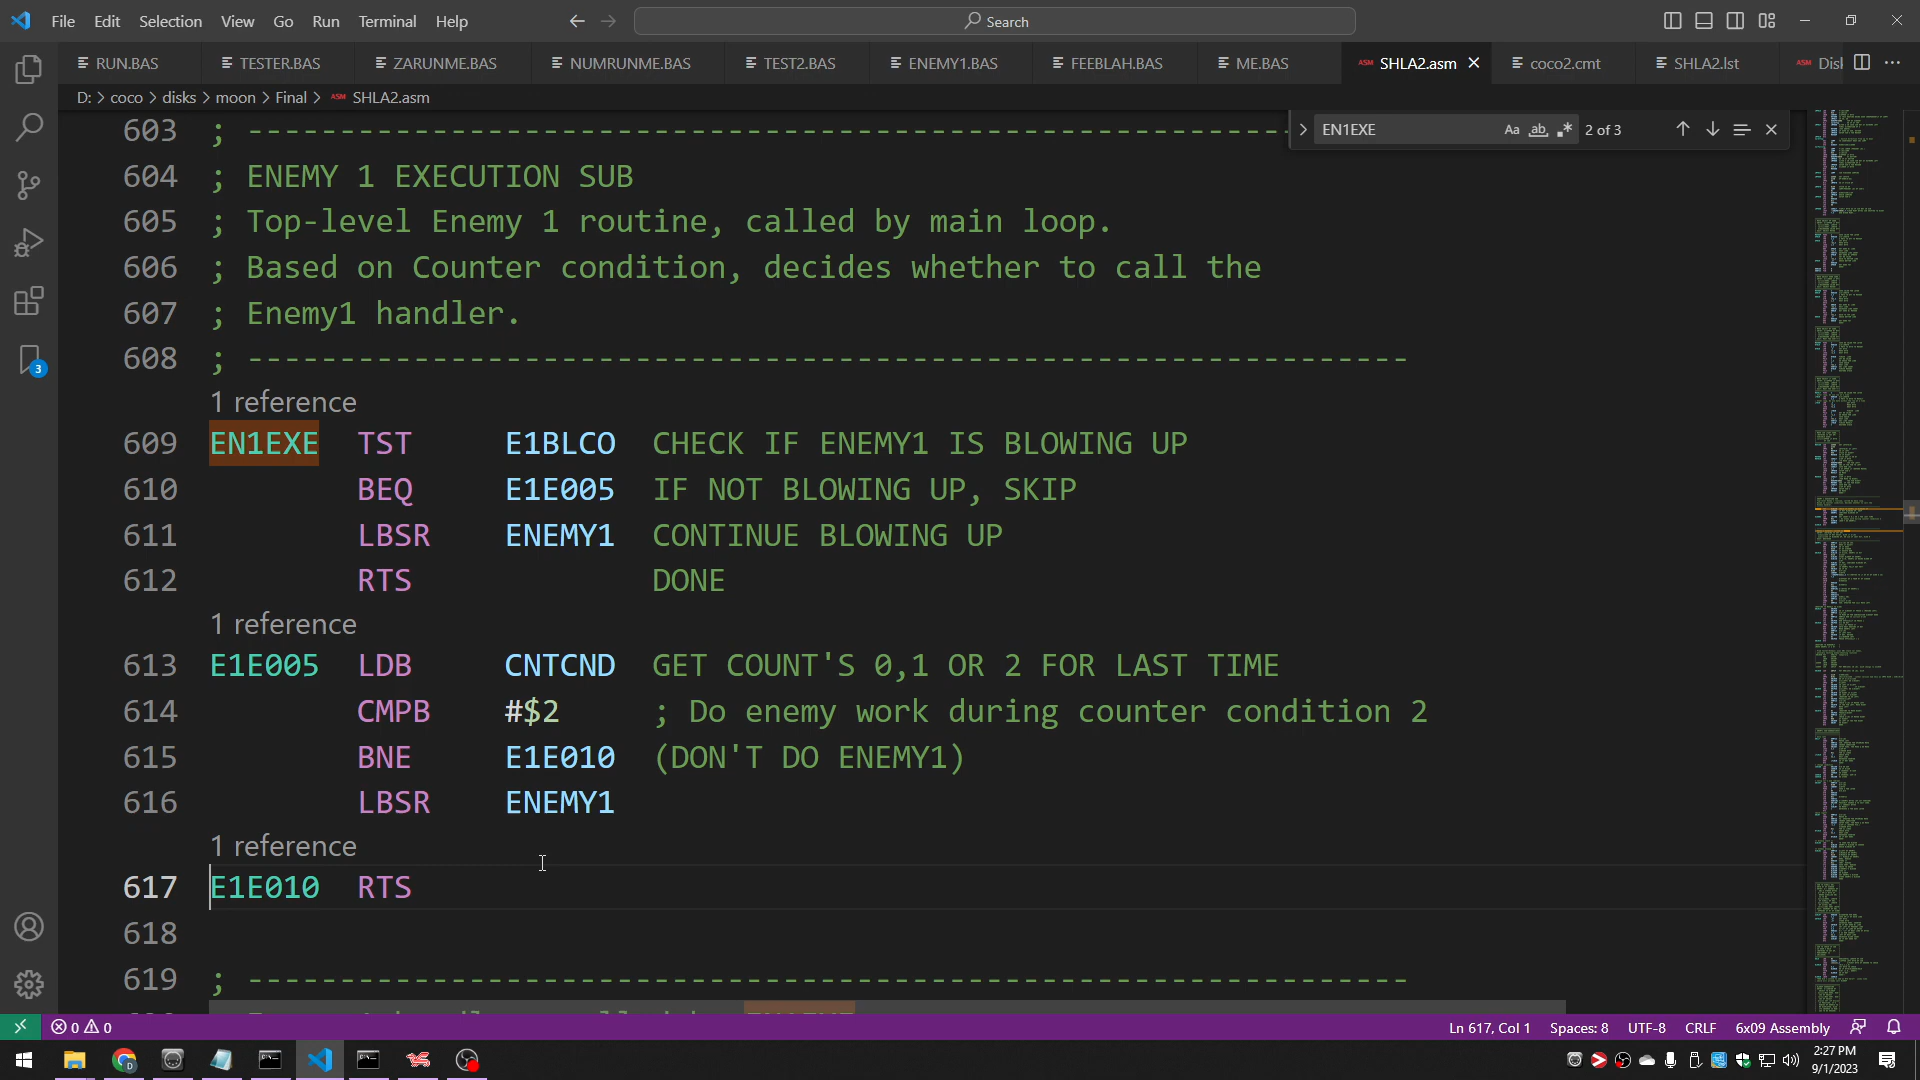 File Edit Selection View Go Run Terminal Help Search
RUN.BAS TESTER.BAS ZARUNME.BAS NUMRUNME.BAS TEST2.BAS ENEMY1.BAS FEEBLAH.BAS ME.BAS ASM SHLA2.asm coco2.cmt SHLA2.lst ASM
D: > coco > disks > moon > Final > ASM SHLA2.asm
EN1EXE Aa ab 2 of 3
603 ; ---------------------------------------------------------------
604 ; ENEMY 1 EXECUTION SUB
605 ; Top-level Enemy 1 routine, called by main loop.
606 ; Based on Counter condition, decides whether to call the
607 ; Enemy1 handler.
608 ; ---------------------------------------------------------------
1 reference
609 EN1EXE TST E1BLCO CHECK IF ENEMY1 IS BLOWING UP
610 BEQ E1E005 IF NOT BLOWING UP, SKIP
611 LBSR ENEMY1 CONTINUE BLOWING UP
612 RTS DONE
1 reference
613 E1E005 LDB CNTCND GET COUNT'S 0,1 OR 2 FOR LAST TIME
614 CMPB #$2 ; Do enemy work during counter condition 2
615 BNE E1E010 (DON'T DO ENEMY1)
616 LBSR ENEMY1
1 reference
617 E1E010 RTS
618
619 ; ---------------------------------------------------------------
3
0 0 Ln 617, Col 1 Spaces: 8 UTF-8 CRLF 6x09 Assembly
2:27 PM
9/1/2023